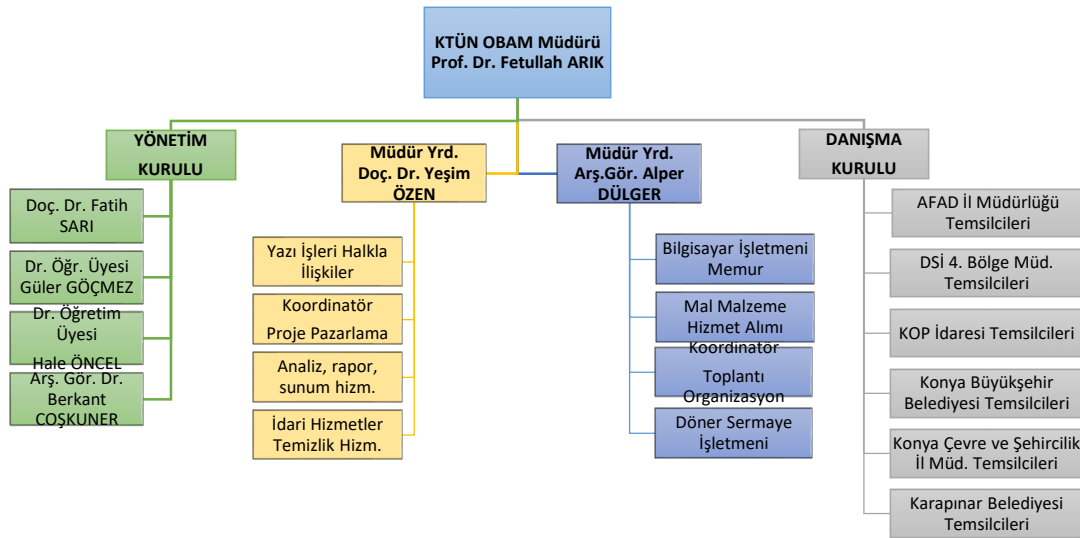 KTÜN OBAM Müdürü
Prof. Dr. Fetullah ARIK
YÖNETİM
KURULU
Doç. Dr. Fatih
SARI
Dr. Öğr. Üyesi
Güler GÖÇMEZ
Dr. Öğretim
Üyesi
Hale ÖNCEL
Arş. Gör. Dr.
Berkant
COŞKUNER
Müdür Yrd.
Doç. Dr. Yeşim
ÖZEN
Yazı İşleri Halkla
İlişkiler
Koordinatör
Proje Pazarlama
Analiz, rapor,
sunum hizm.
İdari Hizmetler
Temizlik Hizm.
Müdür Yrd.
Arş.Gör. Alper
DÜLGER
Bilgisayar İşletmeni
Memur
Mal Malzeme
Hizmet Alımı
Koordinatör
Toplantı
Organizasyon
Döner Sermaye
İşletmeni
DANIŞMA
KURULU
AFAD İl Müdürlüğü
Temsilcileri
DSİ 4. Bölge Müd.
Temsilcileri
KOP İdaresi Temsilcileri
Konya Büyükşehir
Belediyesi Temsilcileri
Konya Çevre ve Şehircilik
İl Müd. Temsilcileri
Karapınar Belediyesi
Temsilcileri